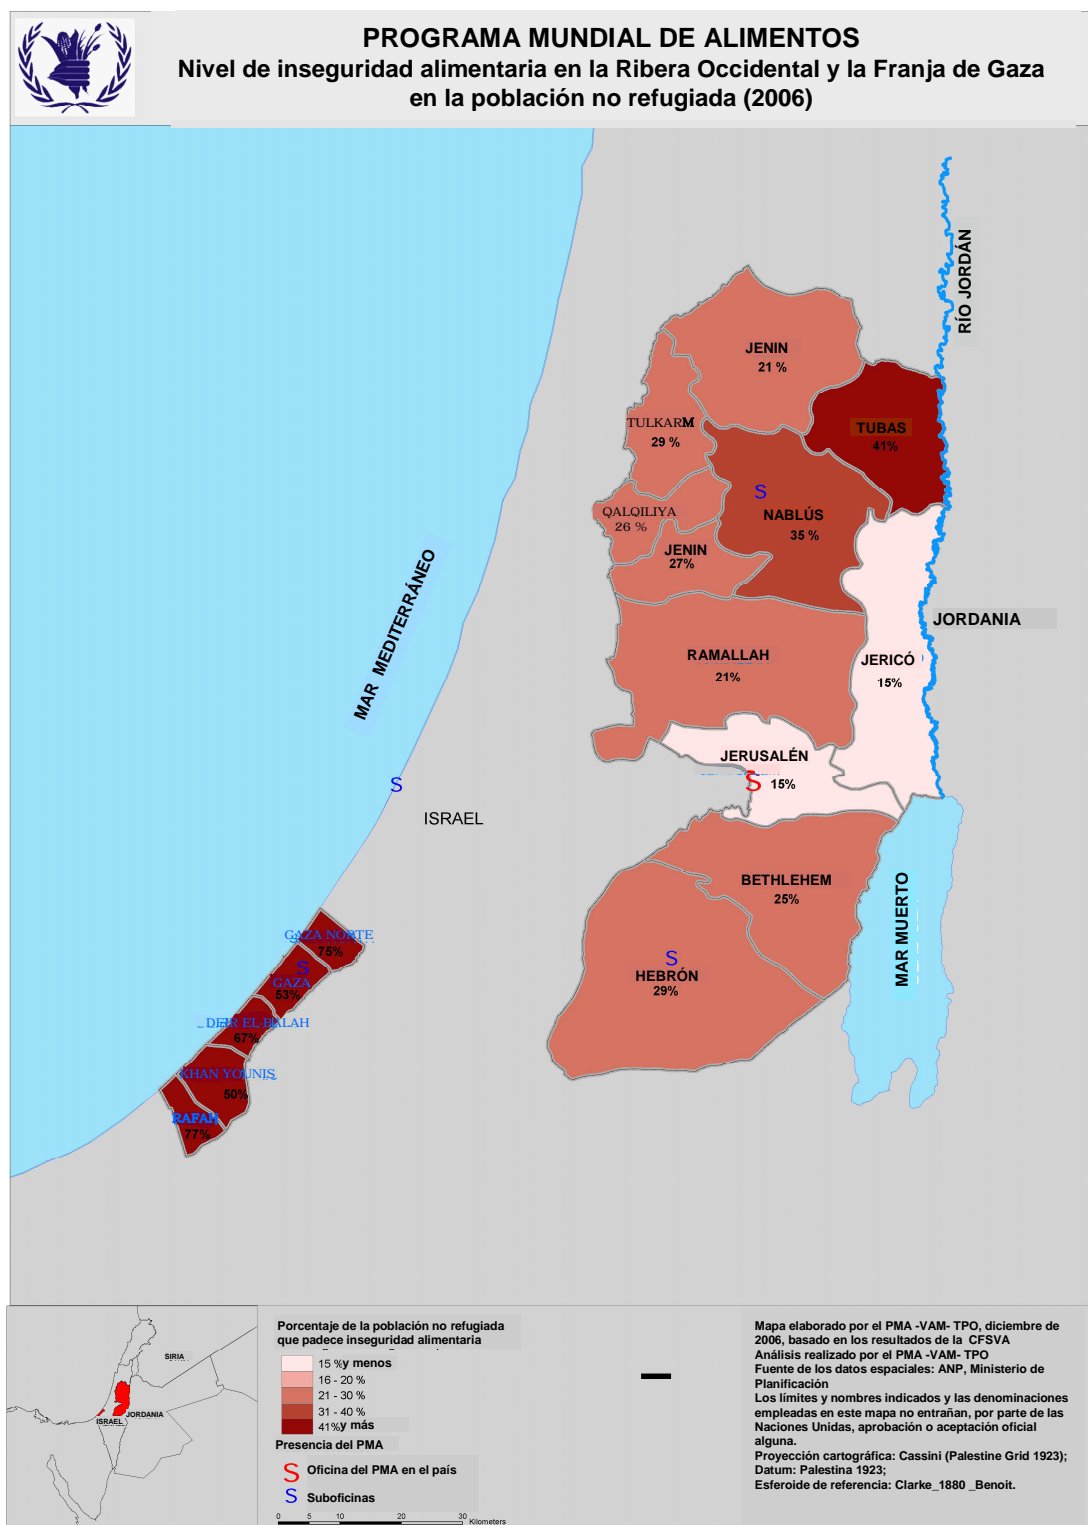 PROGRAMA MUNDIAL DE ALIMENTOS
Nivel de inseguridad alimentaria en la Ribera Occidental y la Franja de Gaza
en la población no refugiada (2006)
RÍO JORDÁN
JENIN
21 %
TULKARM
29 %
TUBAS
41%
S
NABLÚS
35 %
QALQILIYA
26 %
JENIN
27%
MAR MEDITERRÁNEO
JORDANIA
RAMALLAH
21%
JERICÓ
15%
JERUSALÉN
S 15%
S
ISRAEL
BETHLEHEM
25%
MAR MUERTO
S
HEBRÓN
29%
GAZA NORTE
75%
S
GAZA
53%
DEIR EL-BALAH
67%
KHAN YOUNIS
50%
RAFAH
77%
SIRIA
ISRAEL
JORDANIA
Porcentaje de la población no refugiada
que padece inseguridad alimentaria
15 % y menos
16 - 20 %
21 - 30 %
31 - 40 %
41% y más
Presencia del PMA
S Oficina del PMA en el país
S Suboficinas
0 5 10 20 30
Kilometers
Mapa elaborado por el PMA -VAM- TPO, diciembre de
2006, basado en los resultados de la CFSVA
Análisis realizado por el PMA -VAM- TPO
Fuente de los datos espaciales: ANP, Ministerio de
Planificación
Los límites y nombres indicados y las denominaciones
empleadas en este mapa no entrañan, por parte de las
Naciones Unidas, aprobación o aceptación oficial
alguna.
Proyección cartográfica: Cassini (Palestine Grid 1923);
Datum: Palestina 1923;
Esferoide de referencia: Clarke_1880 _Benoit.